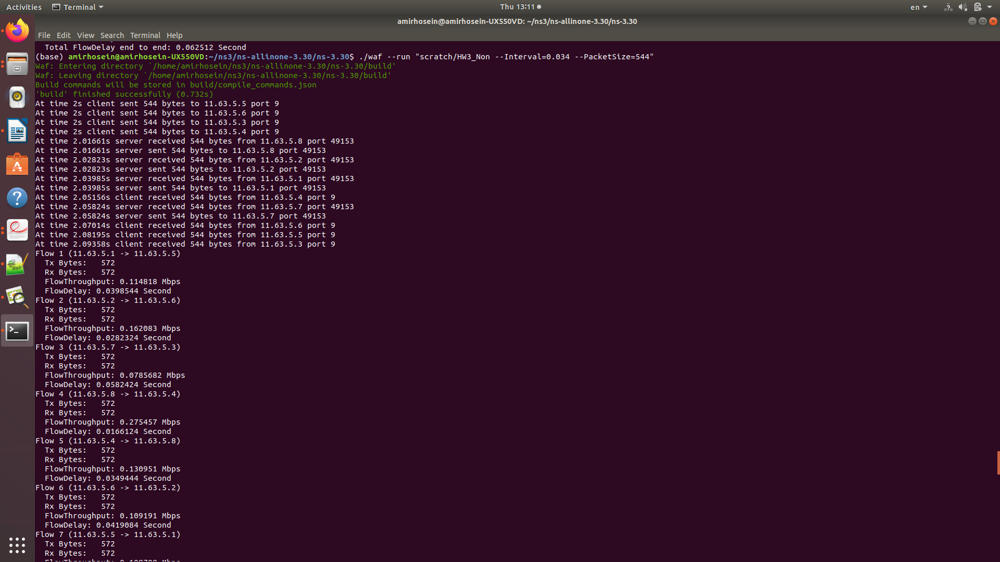 Activities Terminal Thu 13:11 en
amirhosein@amirhosein-UX550VD: ~/ns3/ns-allinone-3.30/ns-3.30
File Edit View Search Terminal Help
Total FlowDelay end to end: 0.062512 Second
(base) amirhosein@amirhosein-UX550VD:~/ns3/ns-allinone-3.30/ns-3.30$ ./waf --run "scratch/HW3_Non --Interval=0.034 --PacketSize=544"
Waf: Entering directory `/home/amirhosein/ns3/ns-allinone-3.30/ns-3.30/build'
Waf: Leaving directory `/home/amirhosein/ns3/ns-allinone-3.30/ns-3.30/build'
Build commands will be stored in build/compile_commands.json
'build' finished successfully (0.732s)
At time 2s client sent 544 bytes to 11.63.5.5 port 9
At time 2s client sent 544 bytes to 11.63.5.6 port 9
At time 2s client sent 544 bytes to 11.63.5.3 port 9
At time 2s client sent 544 bytes to 11.63.5.4 port 9
At time 2.01661s server received 544 bytes from 11.63.5.8 port 49153
At time 2.01661s server sent 544 bytes to 11.63.5.8 port 49153
At time 2.02823s server received 544 bytes from 11.63.5.2 port 49153
At time 2.02823s server sent 544 bytes to 11.63.5.2 port 49153
At time 2.03985s server received 544 bytes from 11.63.5.1 port 49153
At time 2.03985s server sent 544 bytes to 11.63.5.1 port 49153
At time 2.05156s client received 544 bytes from 11.63.5.4 port 9
At time 2.05824s server received 544 bytes from 11.63.5.7 port 49153
At time 2.05824s server sent 544 bytes to 11.63.5.7 port 49153
At time 2.07014s client received 544 bytes from 11.63.5.6 port 9
At time 2.08195s client received 544 bytes from 11.63.5.5 port 9
At time 2.09358s client received 544 bytes from 11.63.5.3 port 9
Flow 1 (11.63.5.1 -> 11.63.5.5)
Tx Bytes: 572
Rx Bytes: 572
FlowThroughput: 0.114818 Mbps
FlowDelay: 0.0398544 Second
Flow 2 (11.63.5.2 -> 11.63.5.6)
Tx Bytes: 572
Rx Bytes: 572
FlowThroughput: 0.162083 Mbps
FlowDelay: 0.0282324 Second
Flow 3 (11.63.5.7 -> 11.63.5.3)
Tx Bytes: 572
Rx Bytes: 572
FlowThroughput: 0.0785682 Mbps
FlowDelay: 0.0582424 Second
Flow 4 (11.63.5.8 -> 11.63.5.4)
Tx Bytes: 572
Rx Bytes: 572
FlowThroughput: 0.275457 Mbps
FlowDelay: 0.0166124 Second
Flow 5 (11.63.5.4 -> 11.63.5.8)
Tx Bytes: 572
Rx Bytes: 572
FlowThroughput: 0.130951 Mbps
FlowDelay: 0.0349444 Second
Flow 6 (11.63.5.6 -> 11.63.5.2)
Tx Bytes: 572
Rx Bytes: 572
FlowThroughput: 0.109191 Mbps
FlowDelay: 0.0419084 Second
Flow 7 (11.63.5.5 -> 11.63.5.1)
Tx Bytes: 572
Rx Bytes: 572